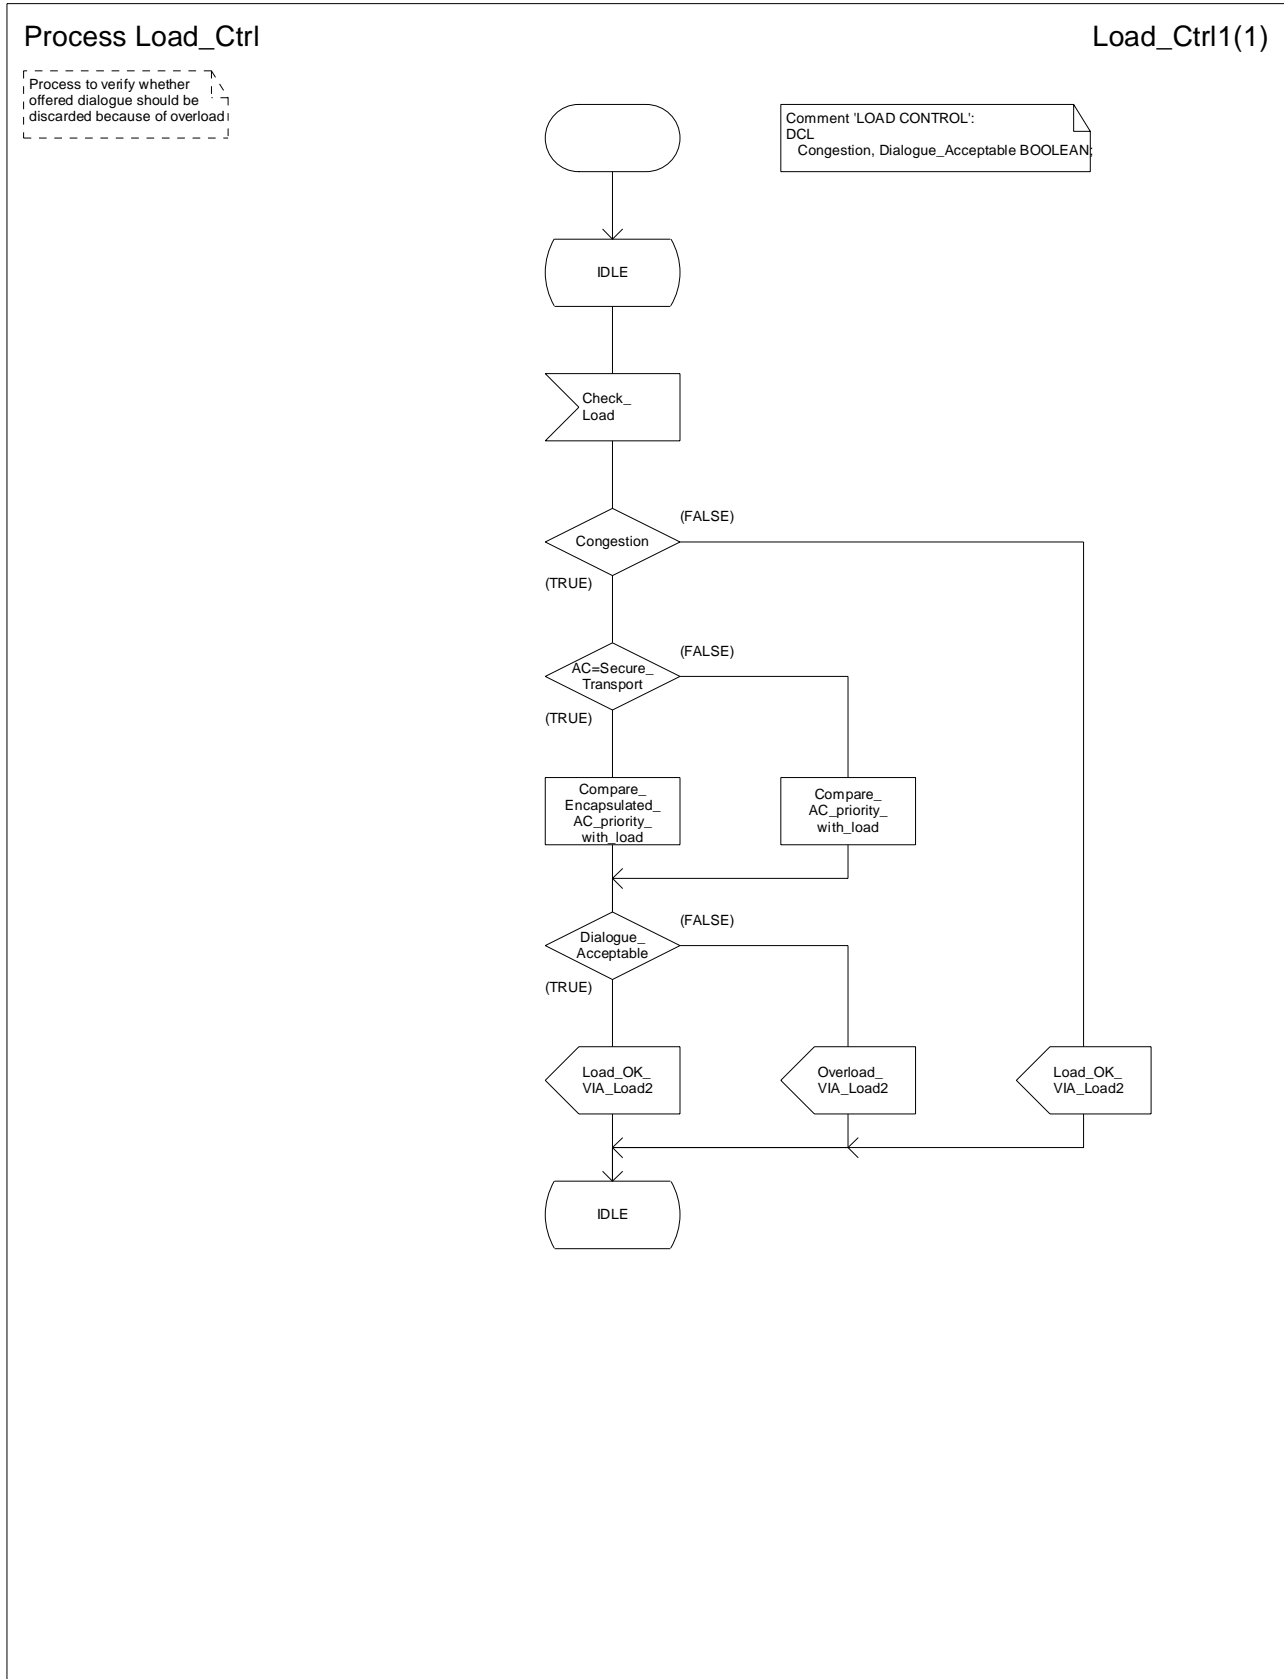 Process Load_Ctrl
Load_Ctrl1(1)
Process to verify whether
offered dialogue should be
discarded because of overload
Comment 'LOAD CONTROL':
DCL
Congestion, Dialogue_Acceptable BOOLEAN;
IDLE
Check_
Load
Congestion
(FALSE)
(TRUE)
AC=Secure_
Transport
(FALSE)
(TRUE)
Compare_
Encapsulated_
AC_priority_
with_load
Compare_
AC_priority_
with_load
Dialogue_
Acceptable
(FALSE)
(TRUE)
Load_OK_
VIA_Load2
Overload_
VIA_Load2
Load_OK_
VIA_Load2
IDLE